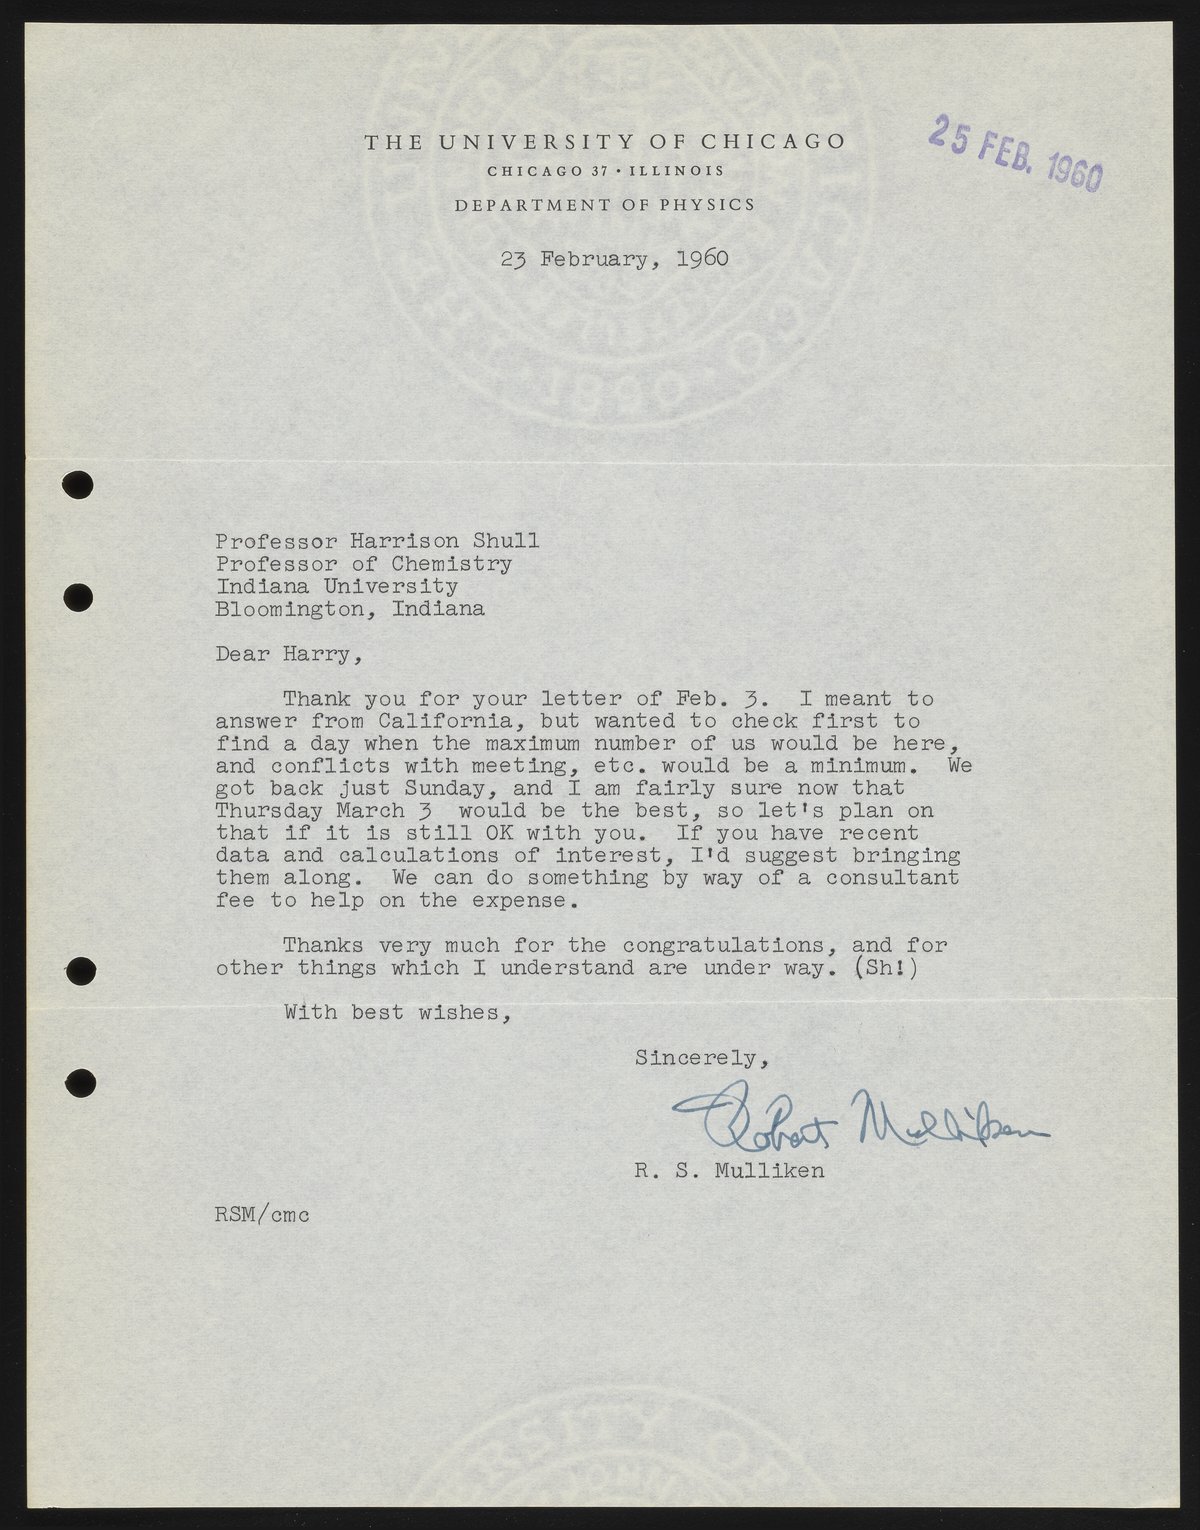 THE UNIVERSITY OF CHICAGO
CHICAGO 37 • ILLINOIS
DEPARTMENT OF PHYSICS
25 FEB. 1960
23 February, 1960
Professor Harrison Shull
Professor of Chemistry
Indiana University
Bloomington, Indiana
Dear Harry,
Thank you for your letter of Feb. 3. I meant to
answer from California, but wanted to check first to
find a day when the maximum number of us would be here,
and conflicts with meeting, etc. would be a minimum. We
got back just Sunday, and I am fairly sure now that
Thursday March 3 would be the best, so let's plan on
that if it is still OK with you. If you have recent
data and calculations of interest, I'd suggest bringing
them along. We can do something by way of a consultant
fee to help on the expense.
Thanks very much for the congratulations, and for
other things which I understand are under way. (Sh!)
With best wishes,
Sincerely,
Robert Mulliken
R. S. Mulliken
RSM/cmc